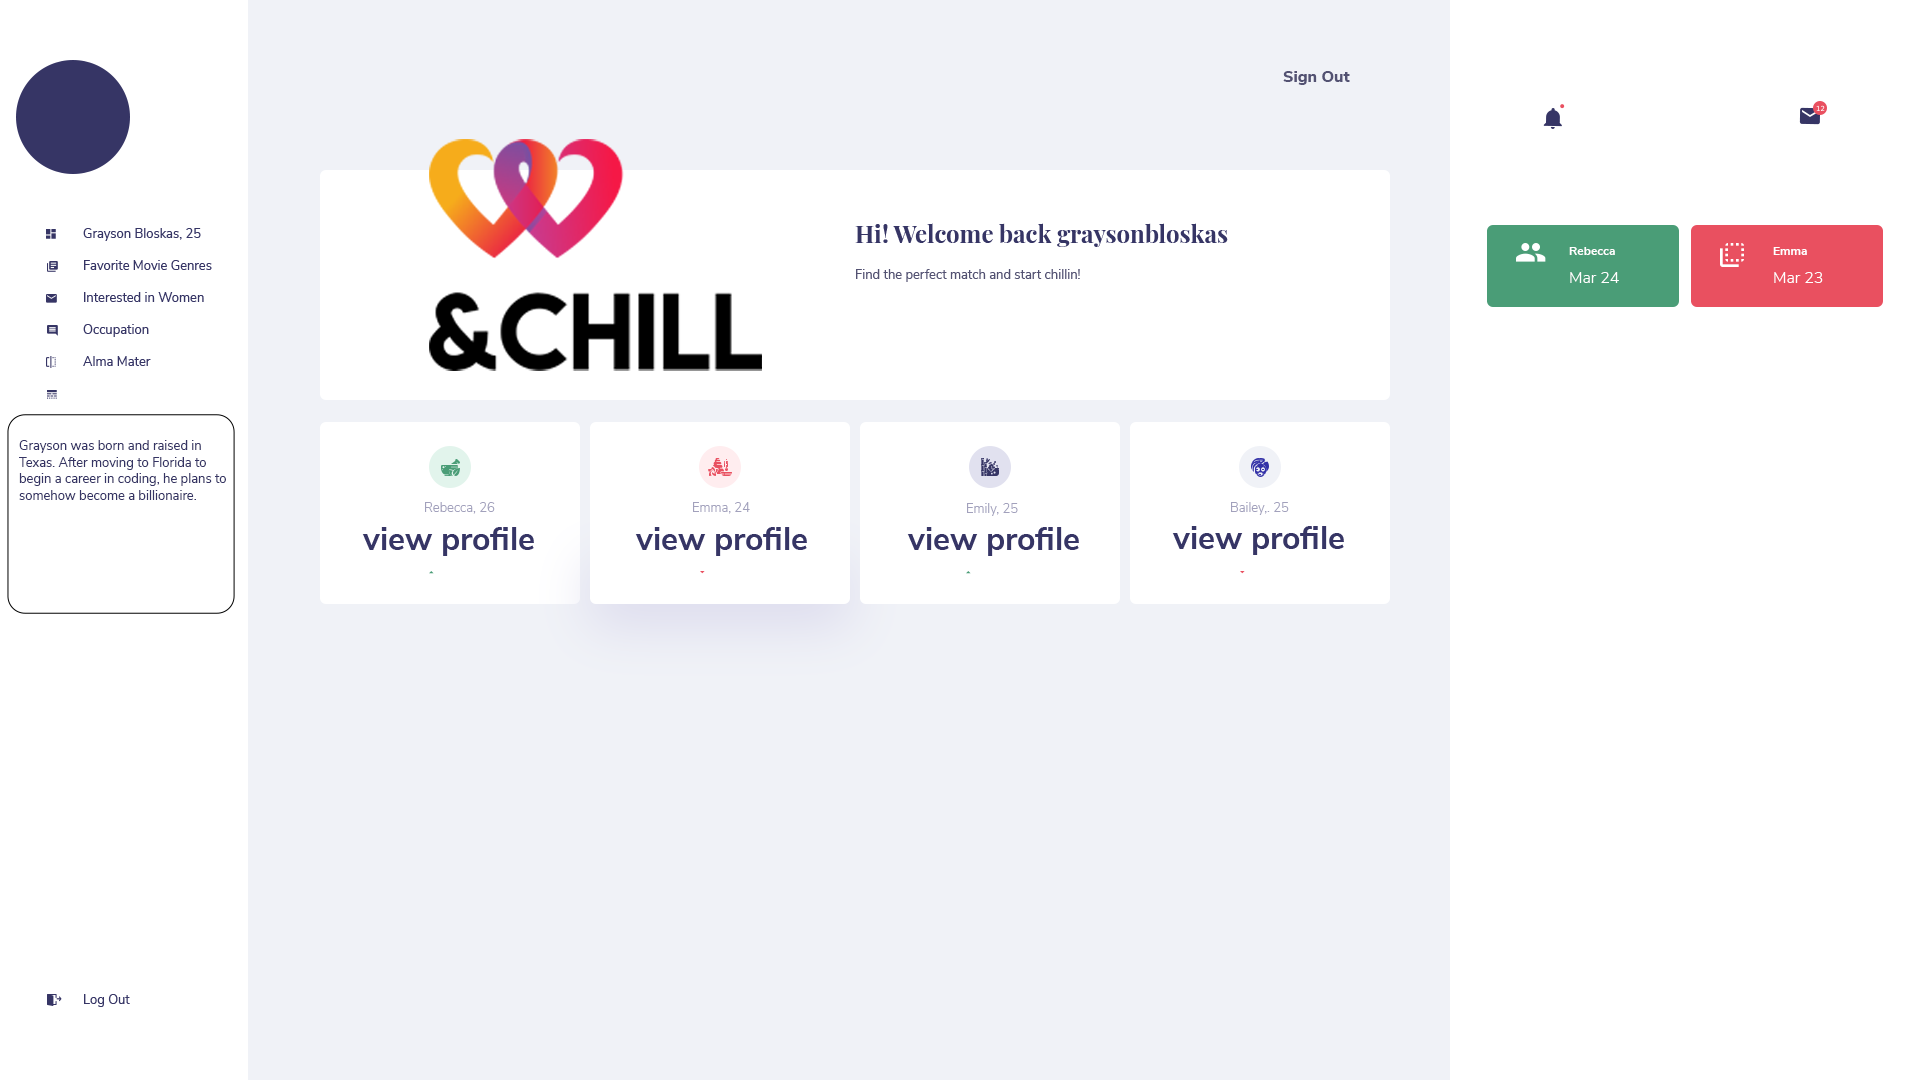 Sign Out
12
Grayson Bloskas, 25
Favorite Movie Genres
Interested in Women
Occupation
Alma Mater
Grayson was born and raised in
Texas. After moving to Florida to
begin a career in coding, he plans to
somehow become a billionaire.
Log Out
&CHILL
Hi! Welcome back graysonbloskas
Find the perfect match and start chillin!
Rebecca, 26
view profile
Emma, 24
view profile
Emily, 25
view profile
Bailey,. 25
view profile
Rebecca
Mar 24
Emma
Mar 23